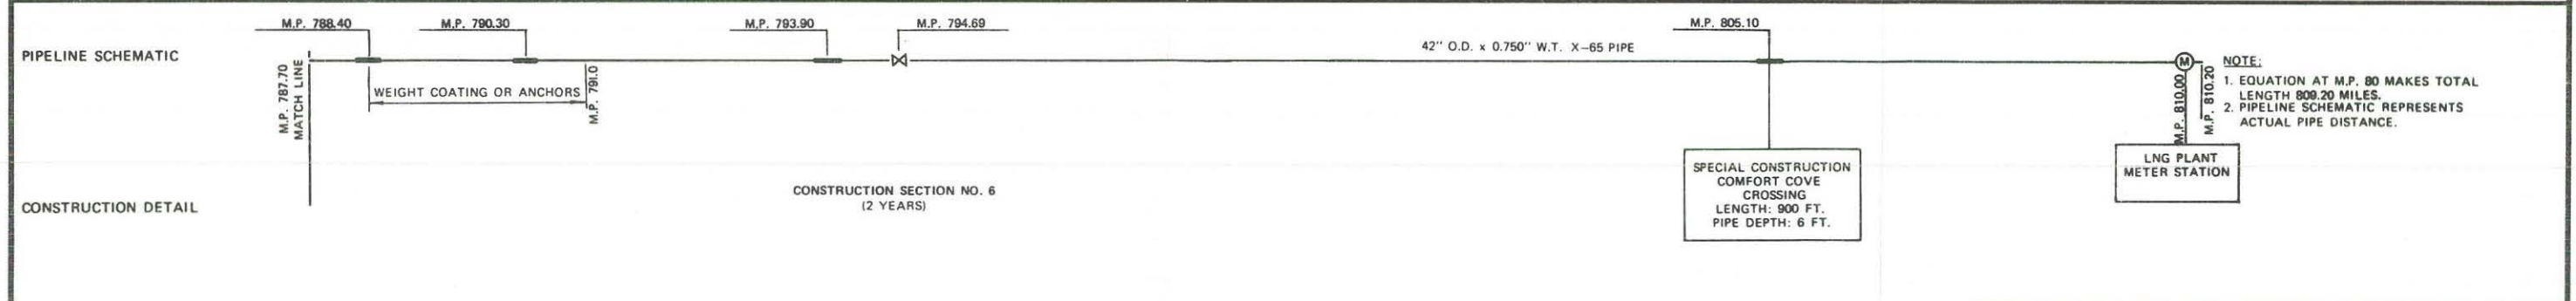 M.P. 788.40
M.P. 790.30
M.P. 793.90
M.P. 794.69
M.P. 805.10
PIPELINE SCHEMATIC
42" O.D. x 0.750" W.T. X-65 PIPE
M.P. 787.70
MATCH LINE
WEIGHT COATING OR ANCHORS
M.P. 791.0
M
M.P. 810.00
M.P. 810.20
NOTE:
1. EQUATION AT M.P. 80 MAKES TOTAL
LENGTH 809.20 MILES.
2. PIPELINE SCHEMATIC REPRESENTS
ACTUAL PIPE DISTANCE.
LNG PLANT
METER STATION
SPECIAL CONSTRUCTION
COMFORT COVE
CROSSING
LENGTH: 900 FT.
PIPE DEPTH: 6 FT.
CONSTRUCTION SECTION NO. 6
(2 YEARS)
CONSTRUCTION DETAIL